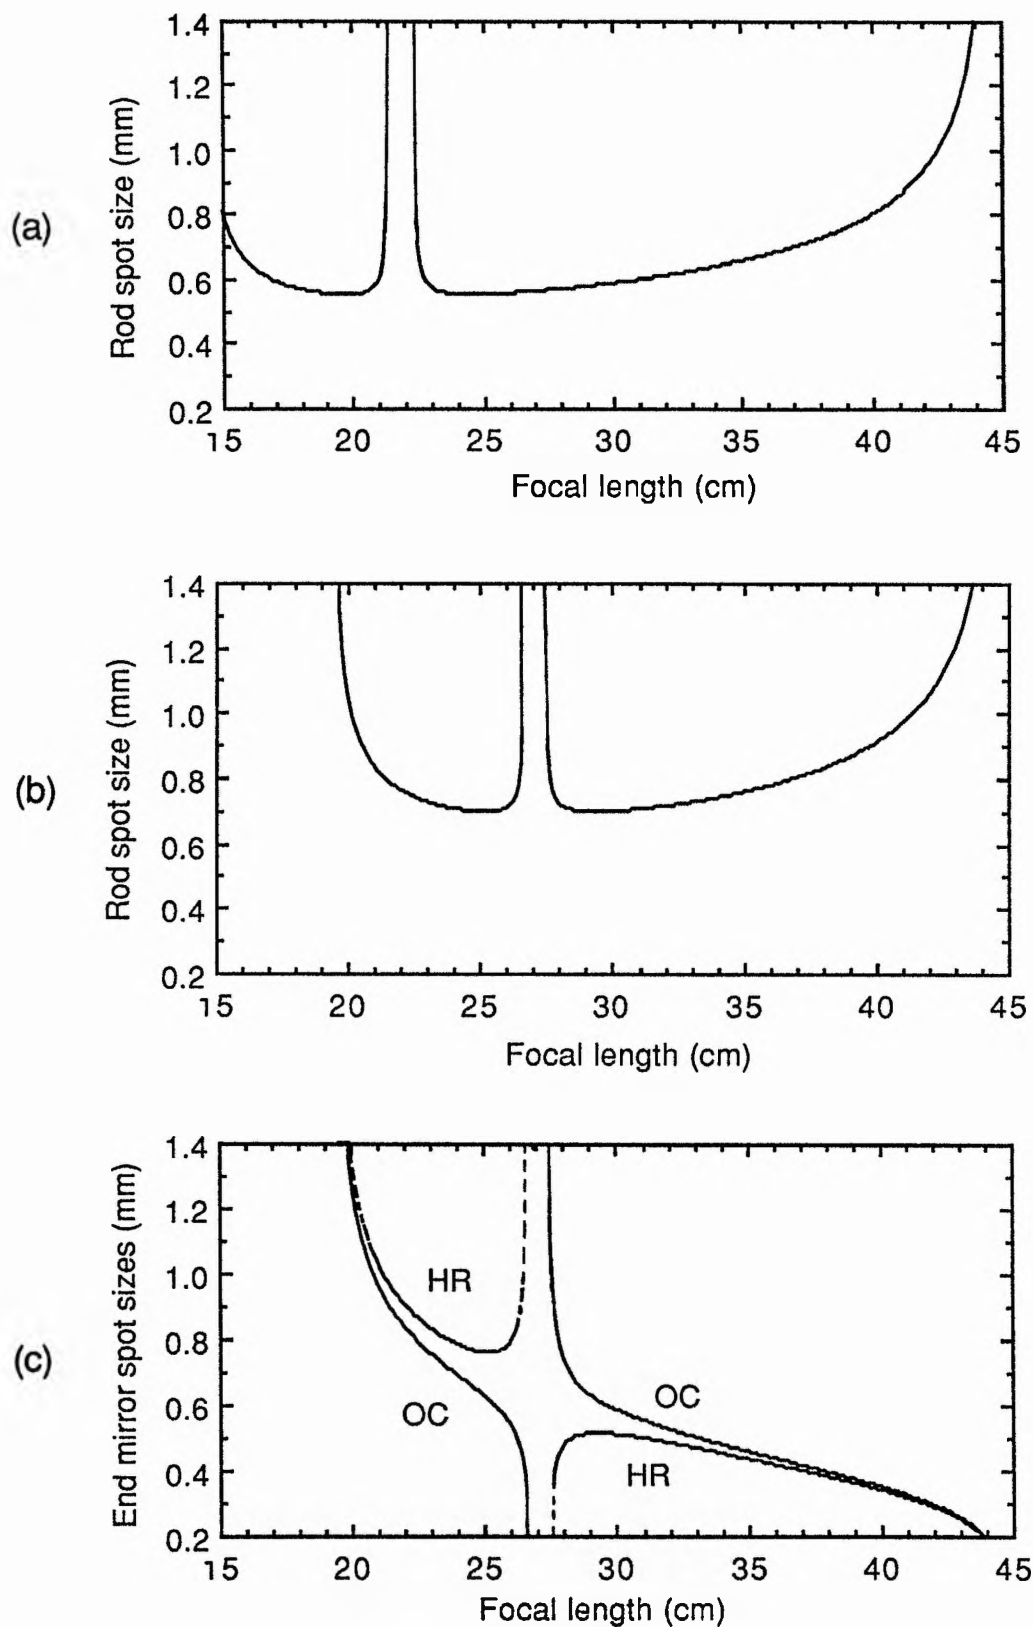 (a)
Rod spot size (mm)
1.4
1.2
1.0
0.8
0.6
0.4
0.2
15 20 25 30 35 40 45
Focal length (cm)
(b)
Rod spot size (mm)
1.4
1.2
1.0
0.8
0.6
0.4
0.2
15 20 25 30 35 40 45
Focal length (cm)
(c)
End mirror spot sizes (mm)
1.4
1.2
1.0
0.8
0.6
0.4
0.2
HR
OC
OC
HR
15 20 25 30 35 40 45
Focal length (cm)